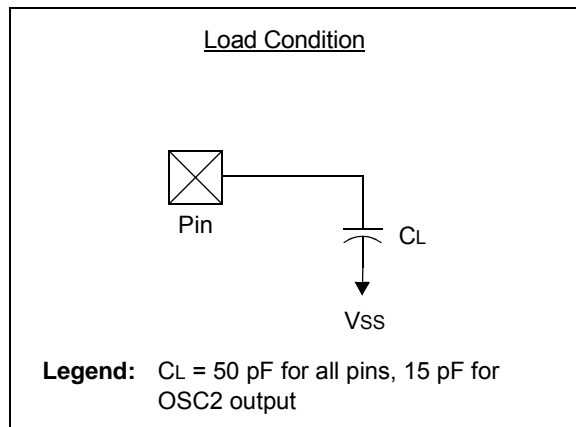 Load Condition
Pin
CL
VSS
Legend: CL = 50 pF for all pins, 15 pF for
OSC2 output